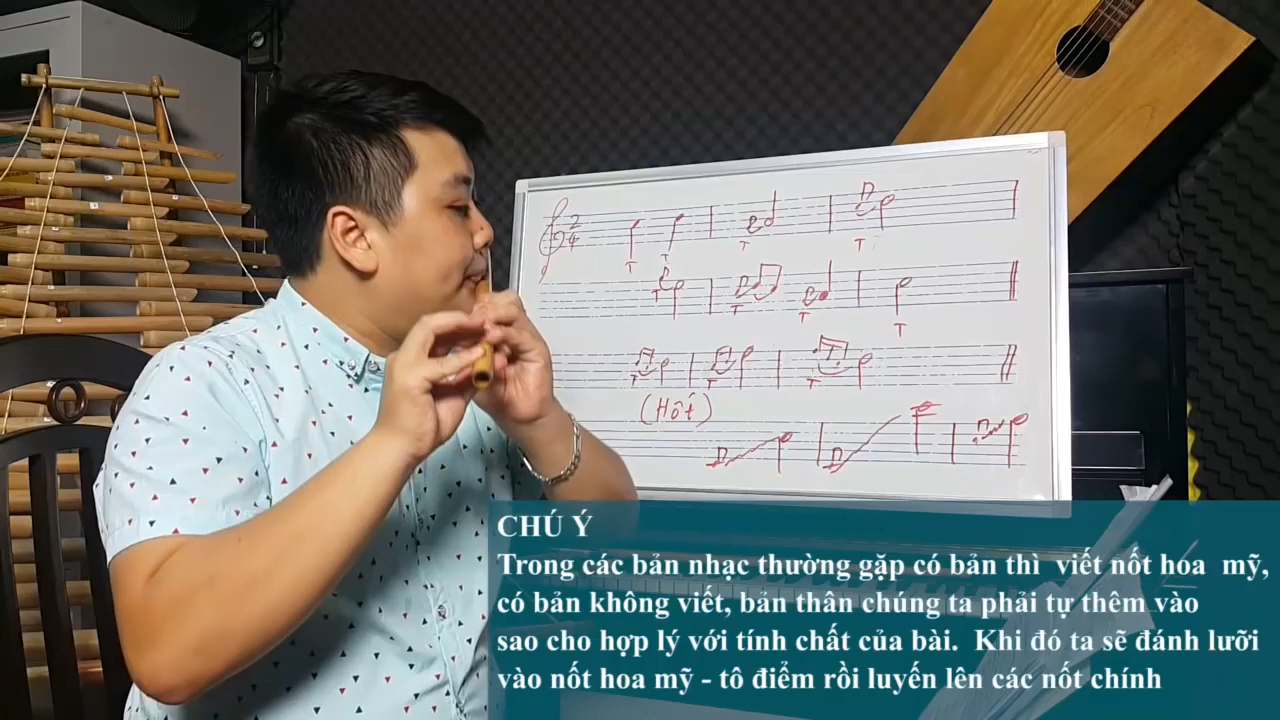 2
4
T T T T
T T T T
T T T
(Hốt)
CHÚ Ý
Trong các bản nhạc thường gặp có bản thì viết nốt hoa mỹ,
có bản không viết, bản thân chúng ta phải tự thêm vào
sao cho hợp lý với tính chất của bài. Khi đó ta sẽ đánh lưỡi
vào nốt hoa mỹ - tô điểm rồi luyến lên các nốt chính